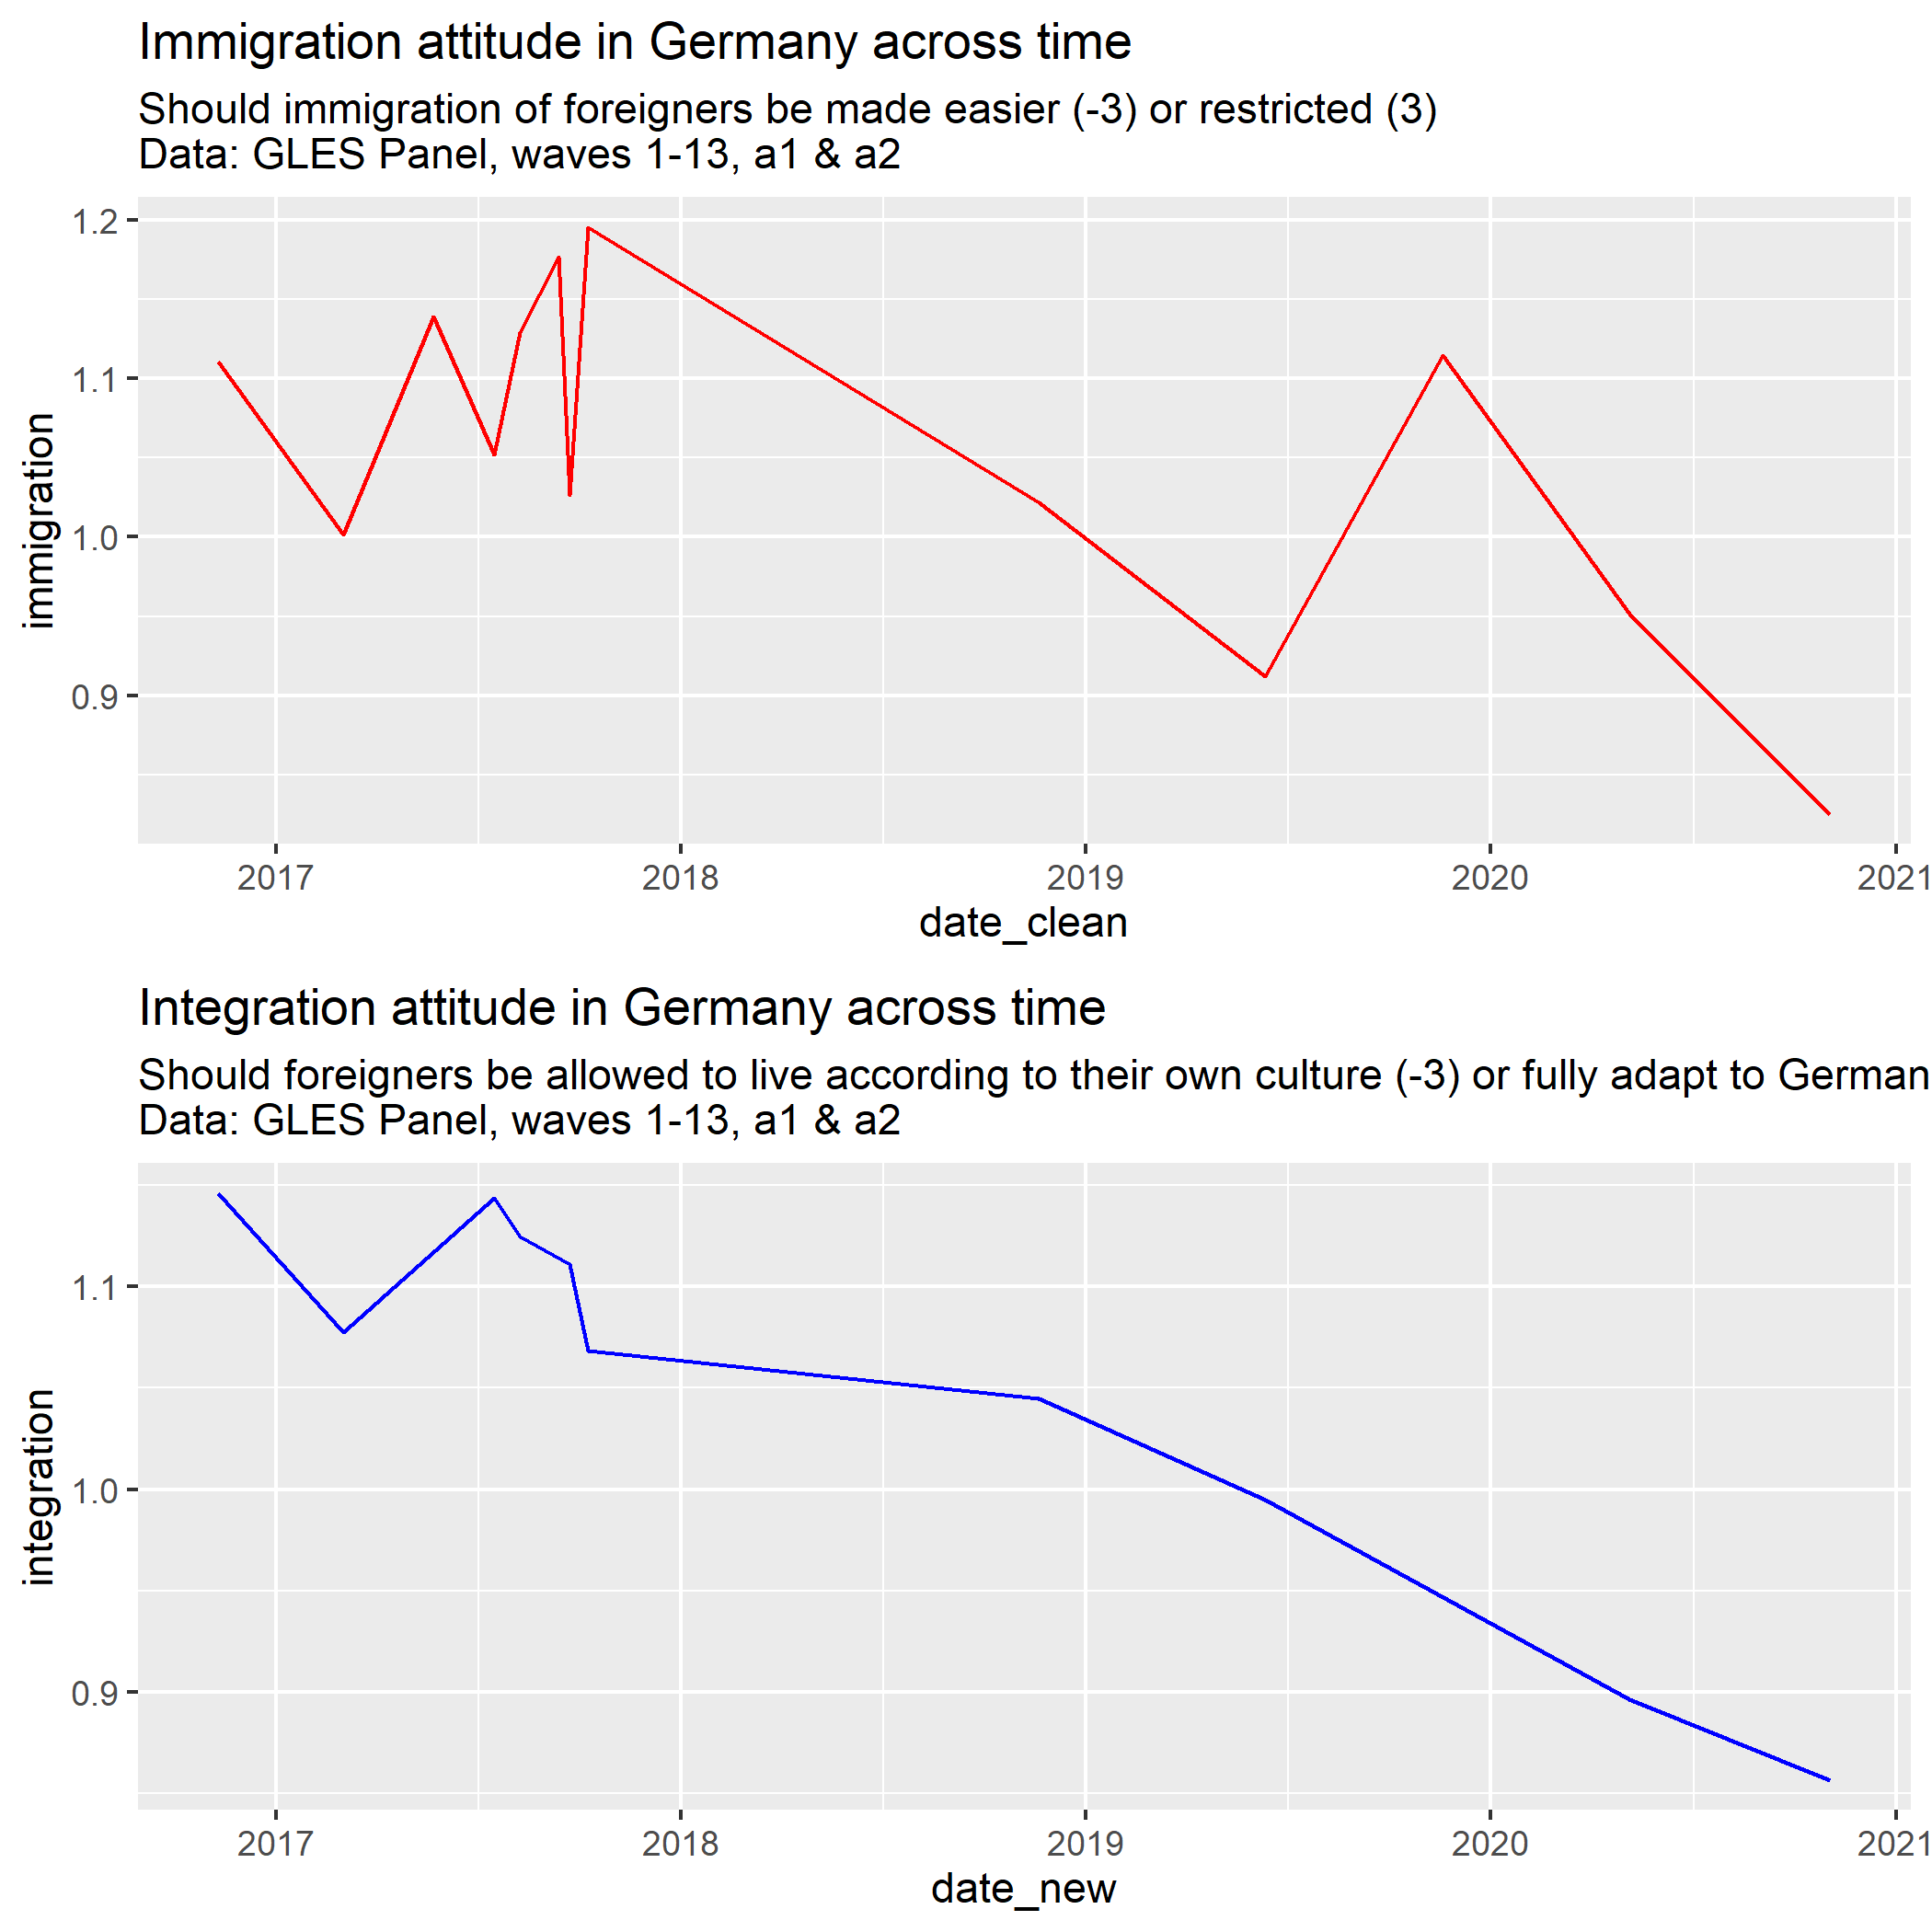 Immigration attitude in Germany across time
Should immigration of foreigners be made easier (-3) or restricted (3)
Data: GLES Panel, waves 1-13, a1 & a2
immigration
1.2
1.1
1.0
0.9
2017
2018
2019
2020
2021
date_clean
Integration attitude in Germany across time
Should foreigners be allowed to live according to their own culture (-3) or fully adapt to German
Data: GLES Panel, waves 1-13, a1 & a2
integration
1.1
1.0
0.9
2017
2018
2019
2020
2021
date_new